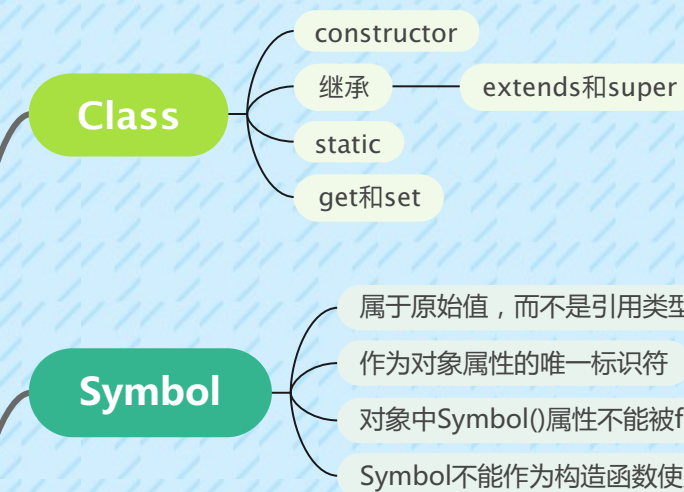 Class
constructor
继承
extends和super
static
get和set
Symbol
属于原始值，而不是引用类型
作为对象属性的唯一标识符
对象中Symbol()属性不能被f
Symbol不能作为构造函数使